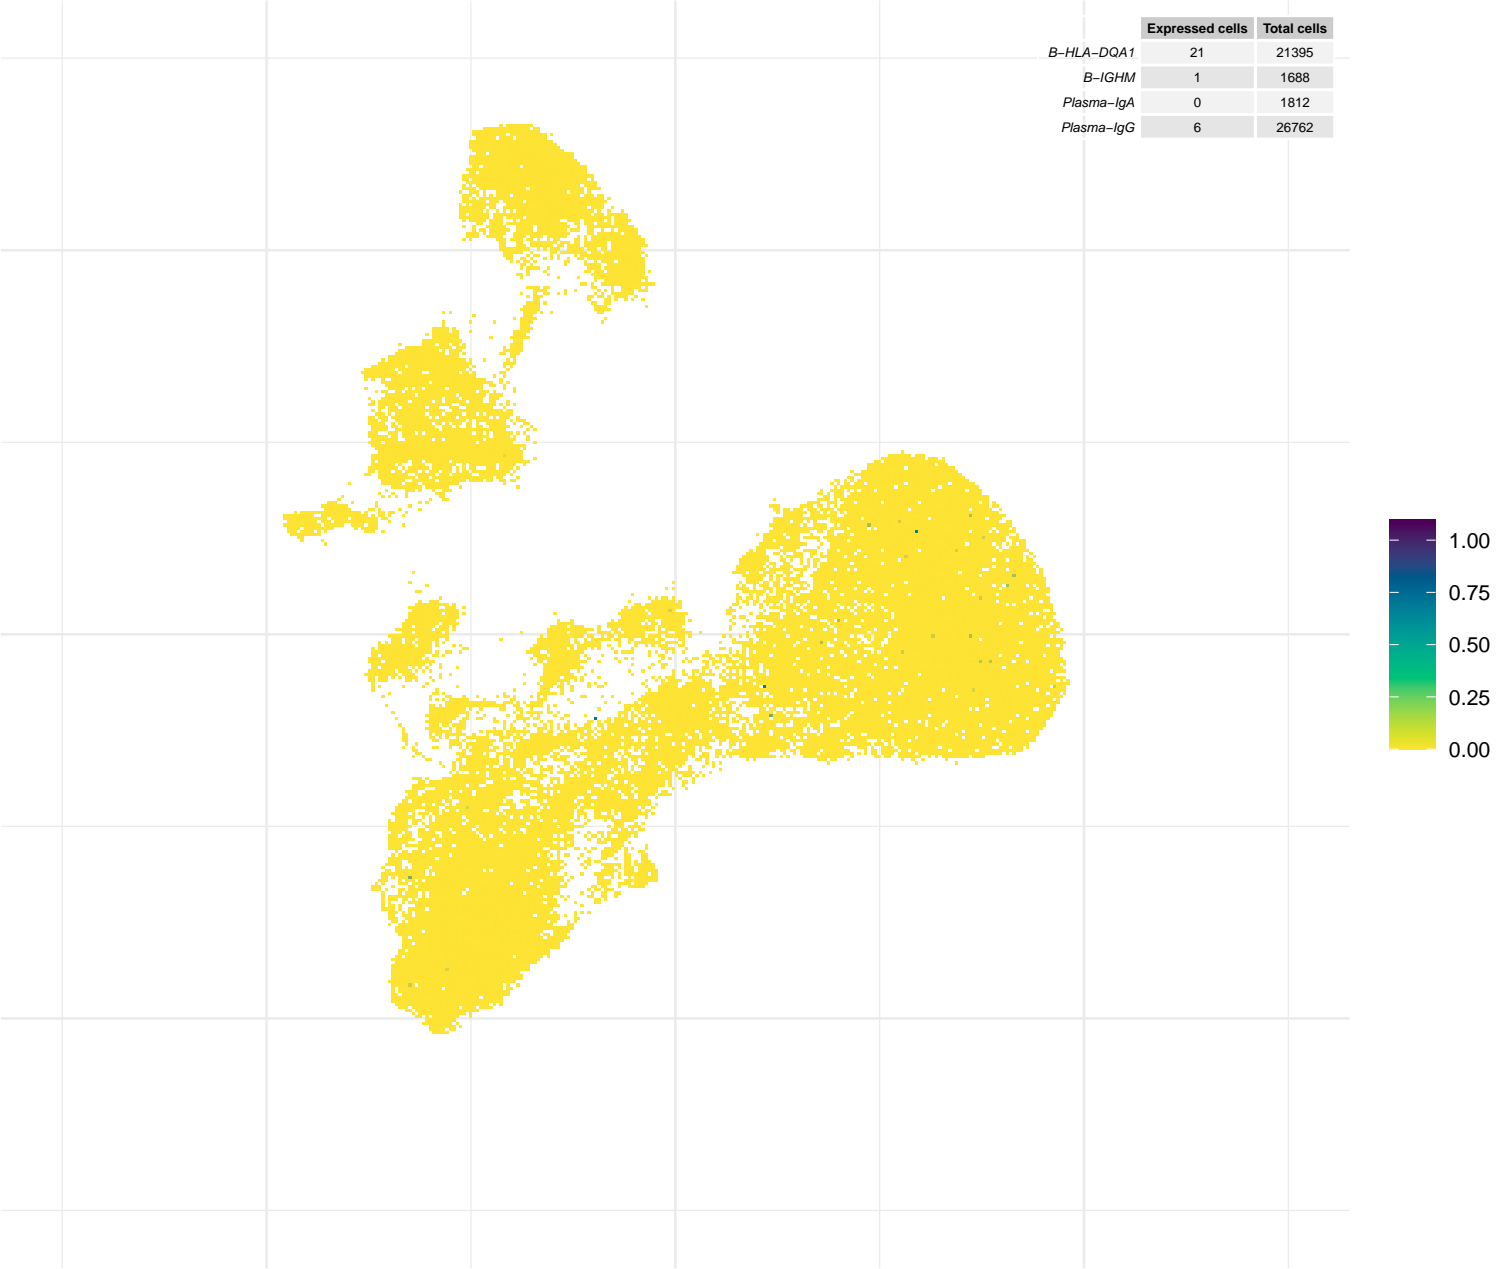 Expressed cells Total cells
B−HLA−DQA1 21 21395
B−IGHM 1 1688
Plasma−IgA 0 1812
Plasma−IgG 6 26762
1.00
0.75
0.50
0.25
0.00